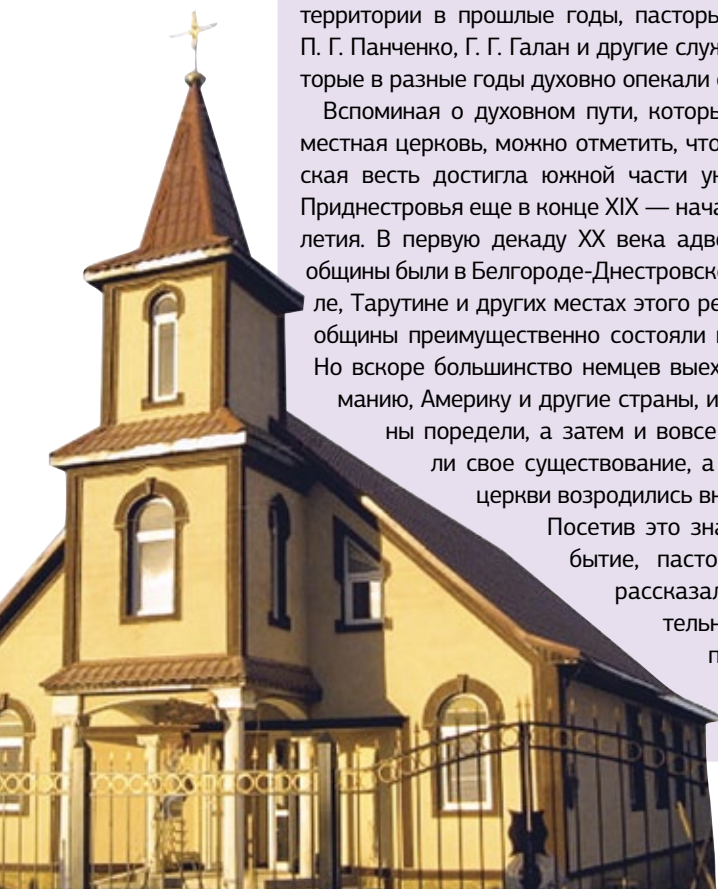 территории в прошлые годы, пасторы
П. Г. Панченко, Г. Г. Галан и другие служ
торые в разные годы духовно опекали
Вспоминая о духовном пути, которы
местная церковь, можно отметить, что
ская весть достигла южной части ук
Приднестровья еще в конце XIX — нача
летия. В первую декаду XX века адве
общины были в Белгороде-Днестровско
ле, Тарутине и других местах этого ре
общины преимущественно состояли
Но вскоре большинство немцев выех
манию, Америку и другие страны, и
ны поредели, а затем и вовсе
ли свое существование, а
церкви возродились вн
Посетив это зна
бытие, пасто
рассказал
тельн
п